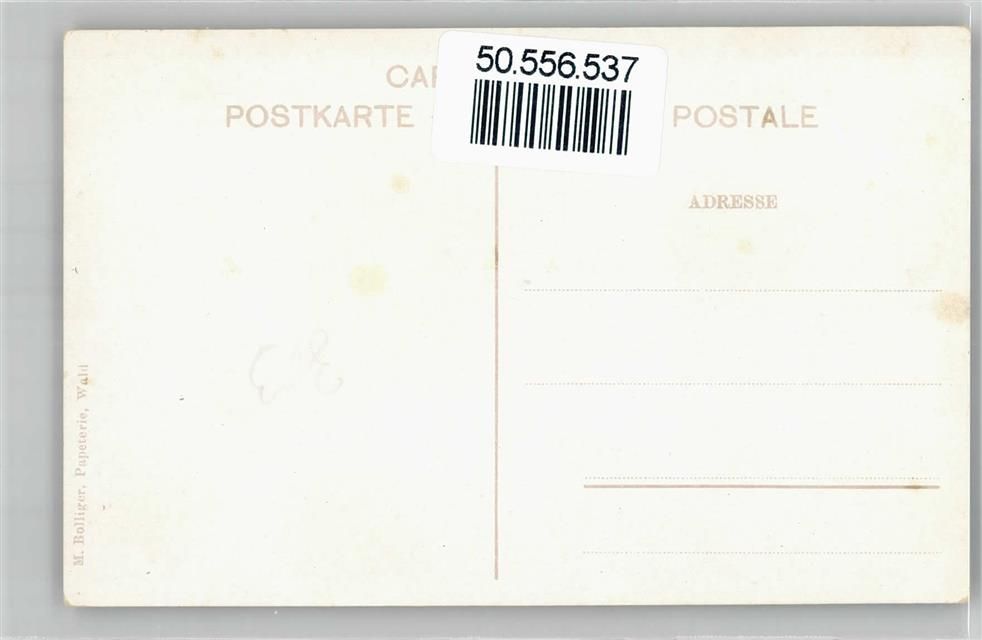 50.556.537
CAR
POSTKARTE POSTALE
ADRESSE
M. Bolliger, Papeterie, Wald